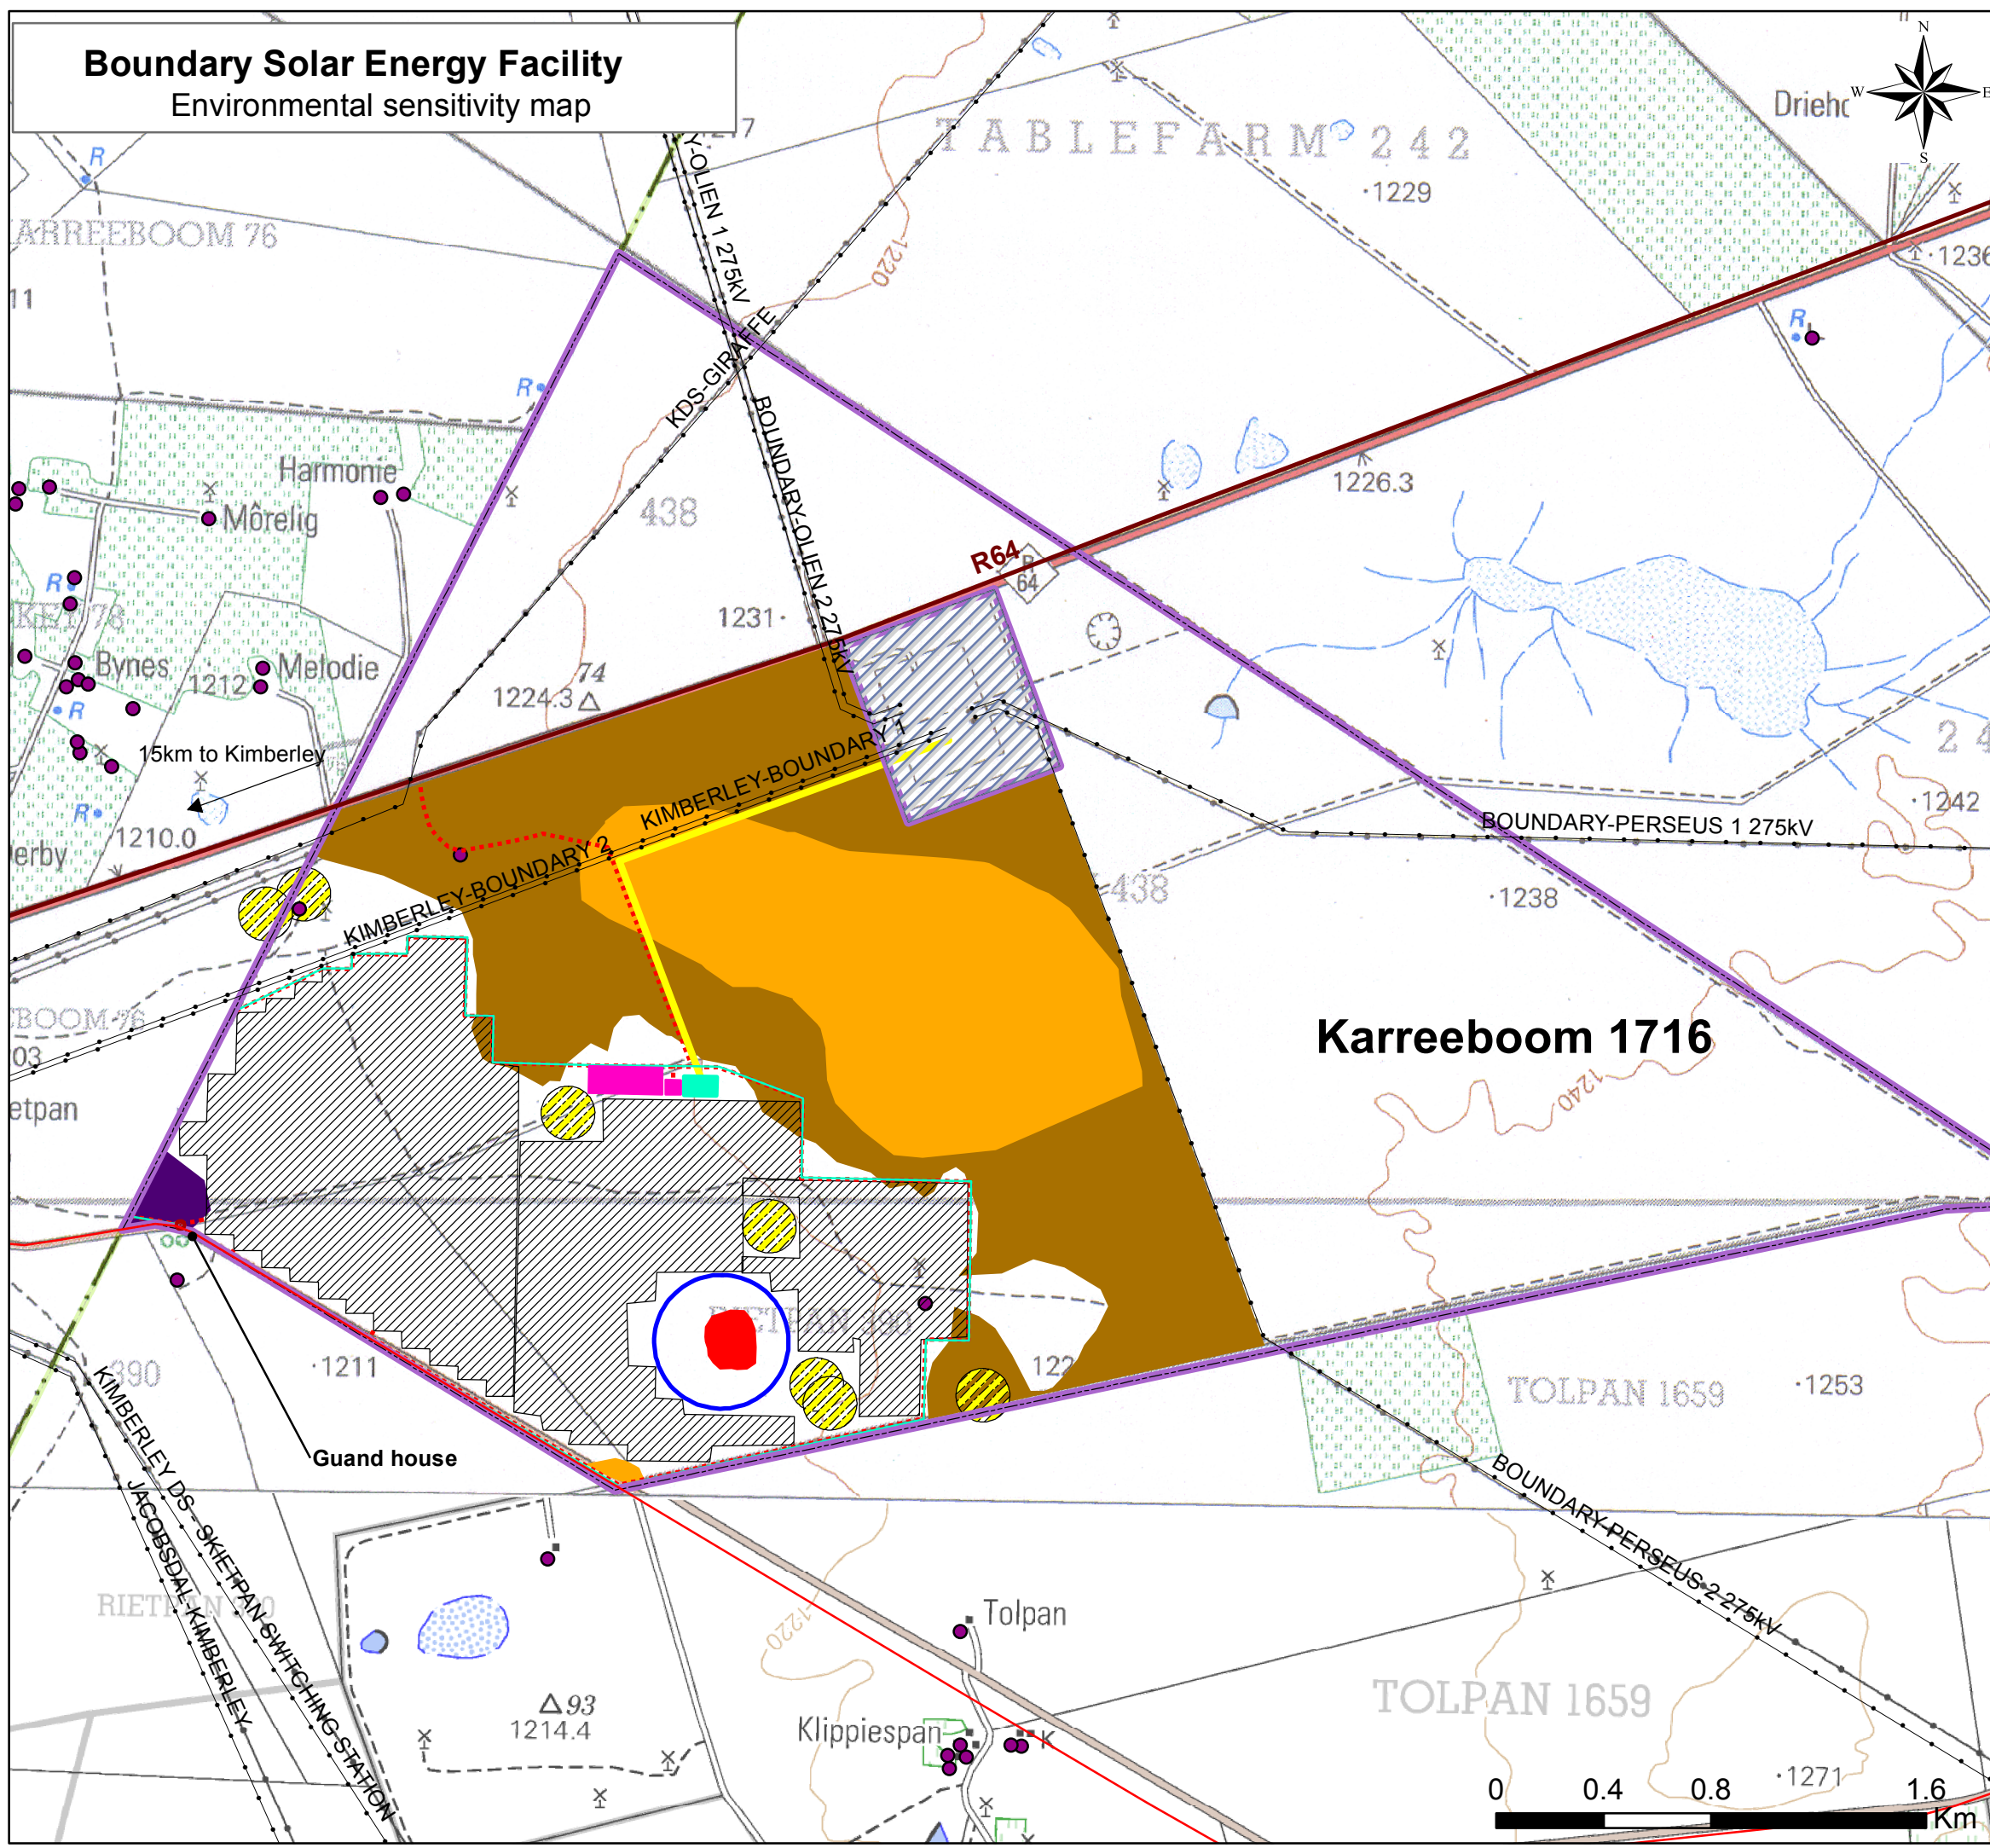 Boundary Solar Energy Facility
Environmental sensitivity map
N
W
E
S
TABLEFARM 242
1229
1236
1220
Y-OLIEN 1 275kV
KDS-GIRAFFE
BOUNDARY-OLIEN 2 275kV
R
ARREEBOOM 76
11
R
R
Harmonie
Môrelig
438
1226.3
R64
R
64
R
Bynes
1212
Melodie
R
1231
74
1224.3
15km to Kimberley
R
1210.0
erby
KIMBERLEY-BOUNDARY 1
KIMBERLEY-BOUNDARY 2
1242
BOUNDARY-PERSEUS 1 275kV
438
1238
BOOM 76
03
Karreeboom 1716
1240
etpan
390
1211
122
TOLPAN 1659
1253
Guand house
KIMBERLEY DS - SKIETPAN SWITCHING STATION
JACOBSDAL-KIMBERLEY
BOUNDARY-PERSEUS 2 275kV
1220
Tolpan
93
1214.4
Klippiespan
K
TOLPAN 1659
1271
0 0.4 0.8 1.6
Km